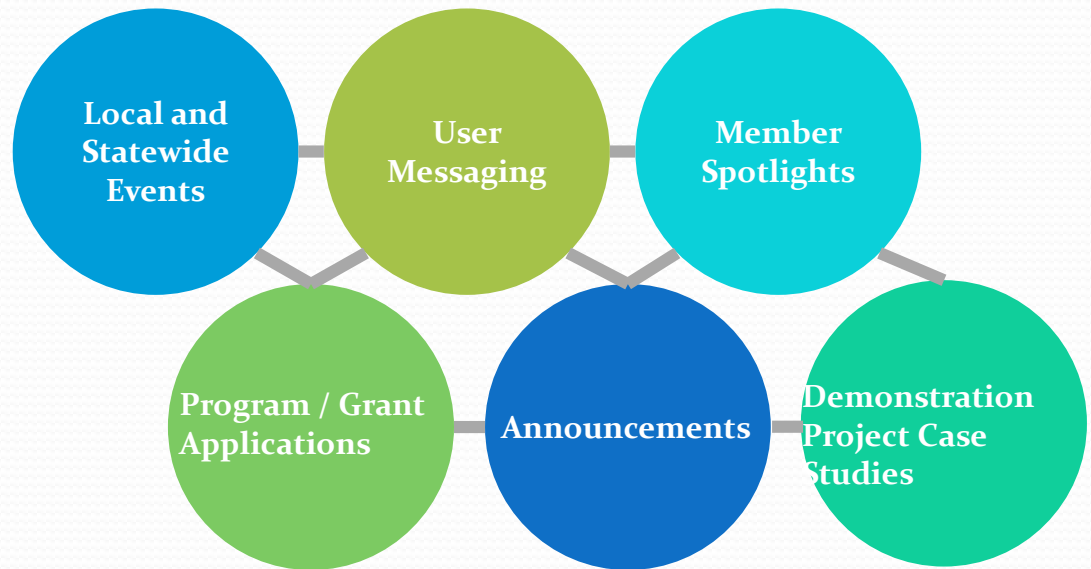 Local and
Statewide
Events
User
Messaging
Member
Spotlights
Program / Grant
Applications
Announcements
Demonstration
Project Case
Studies